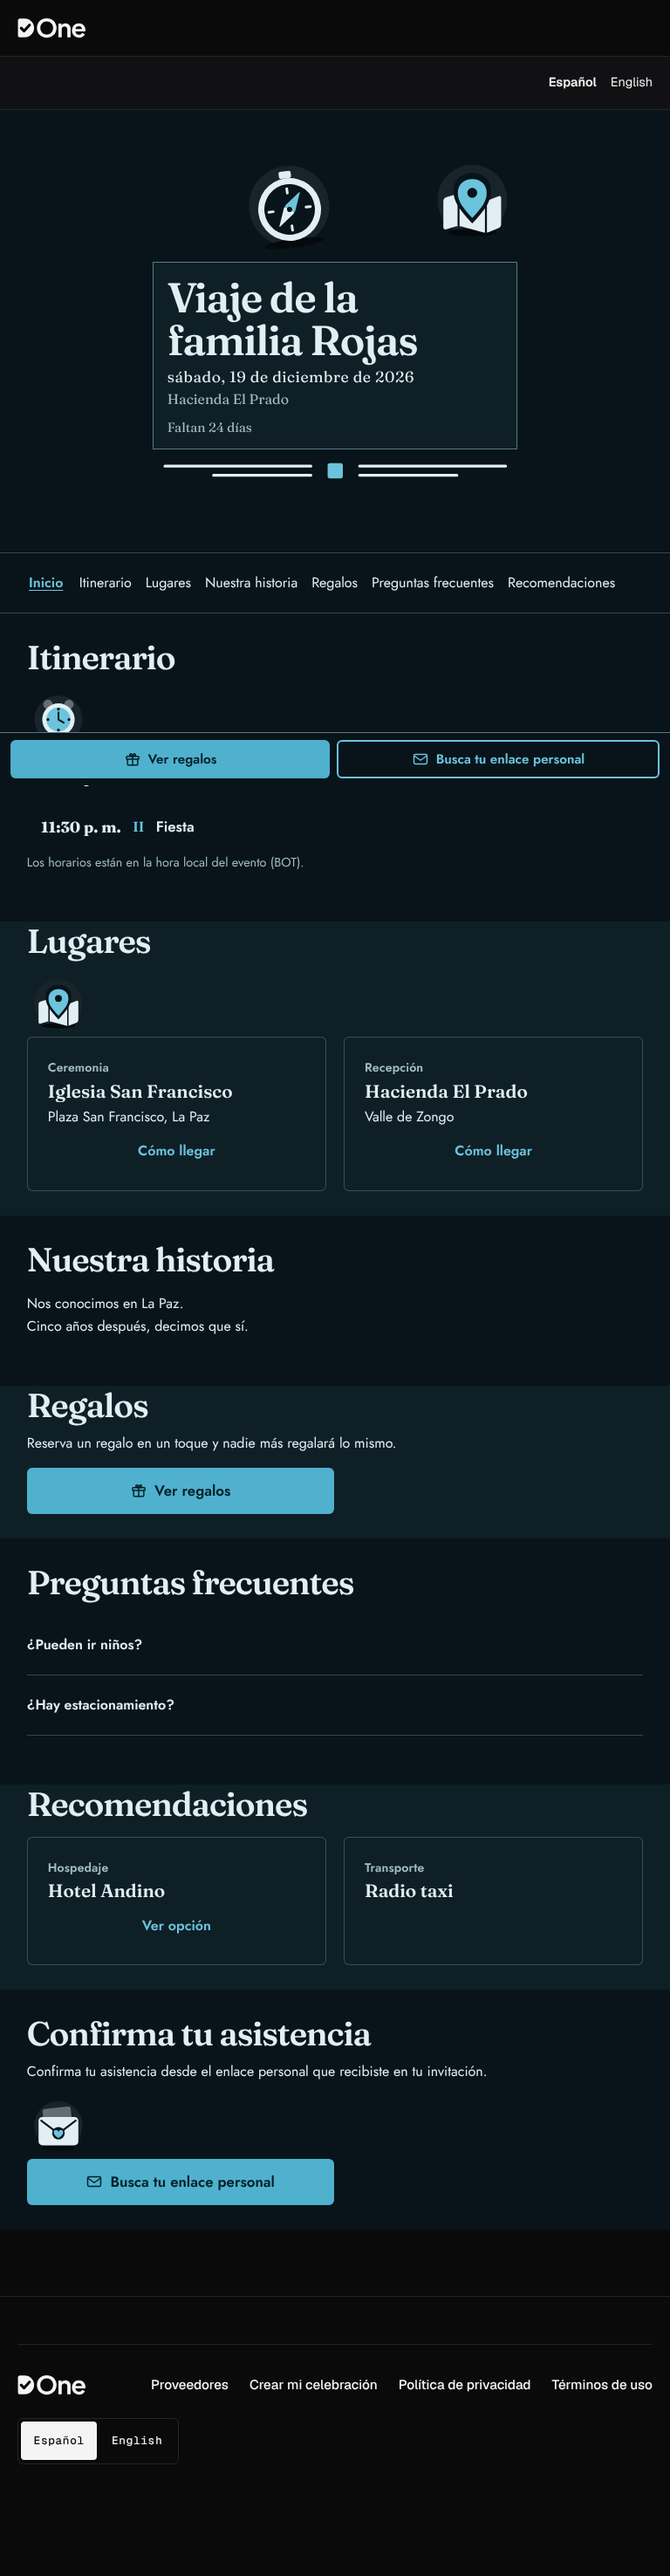 One
Español English
Viaje de la
familia Rojas
sábado, 19 de diciembre de 2026
Hacienda El Prado
Faltan 24 días
Inicio Itinerario Lugares Nuestra historia Regalos Preguntas frecuentes Recomendaciones
Itinerario
Ver regalos Busca tu enlace personal
11:30 p. m. II Fiesta
Los horarios están en la hora local del evento (BOT).
Lugares
Ceremonia
Iglesia San Francisco
Plaza San Francisco, La Paz
Cómo llegar
Recepción
Hacienda El Prado
Valle de Zongo
Cómo llegar
Nuestra historia
Nos conocimos en La Paz.
Cinco años después, decimos que sí.
Regalos
Reserva un regalo en un toque y nadie más regalará lo mismo.
Ver regalos
Preguntas frecuentes
¿Pueden ir niños?
¿Hay estacionamiento?
Recomendaciones
Hospedaje
Hotel Andino
Ver opción
Transporte
Radio taxi
Confirma tu asistencia
Confirma tu asistencia desde el enlace personal que recibiste en tu invitación.
Busca tu enlace personal
One
Proveedores Crear mi celebración Política de privacidad Términos de uso
Español English